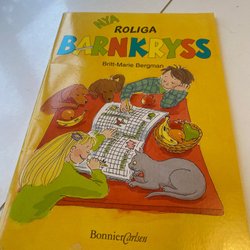 NYA
ROLIGA
BARNKRYSS
Britt-Marie Bergman
BonnierCarlsen